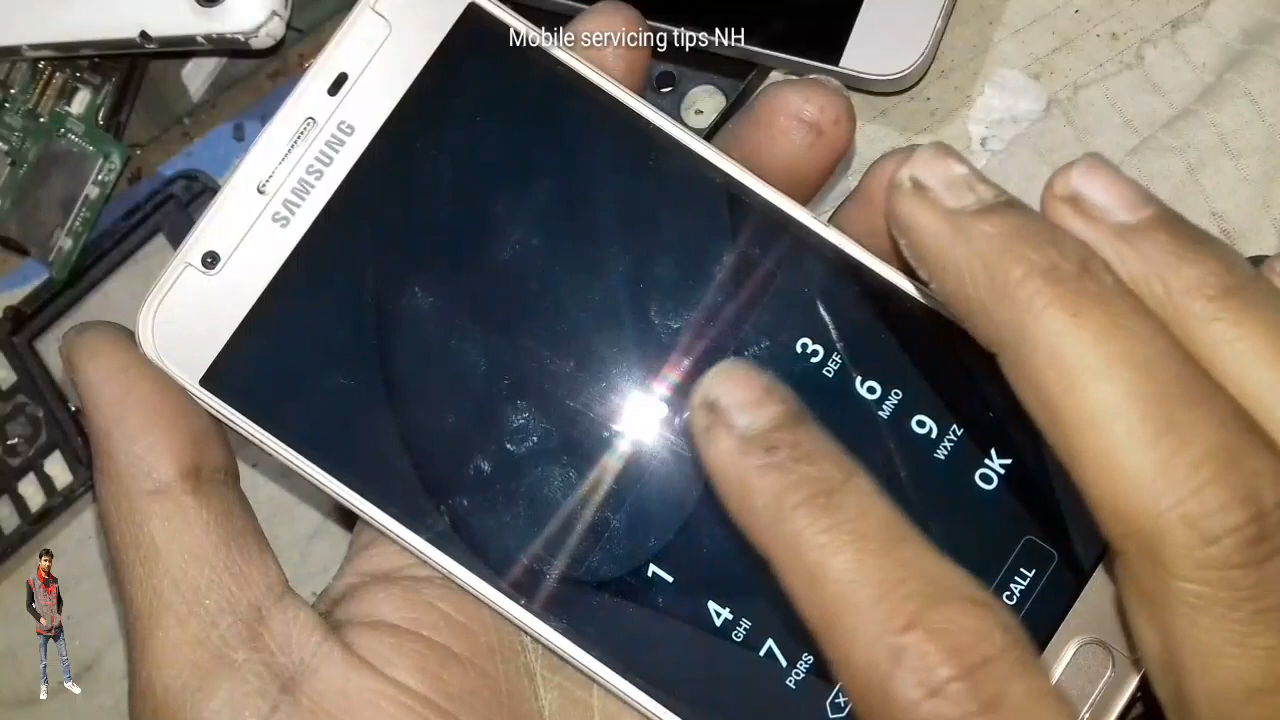 Mobile servicing tips NH
SAMSUNG
1
3 DEF
4 GHI
6 MNO
7 PQRS
9 WXYZ
OK
CALL